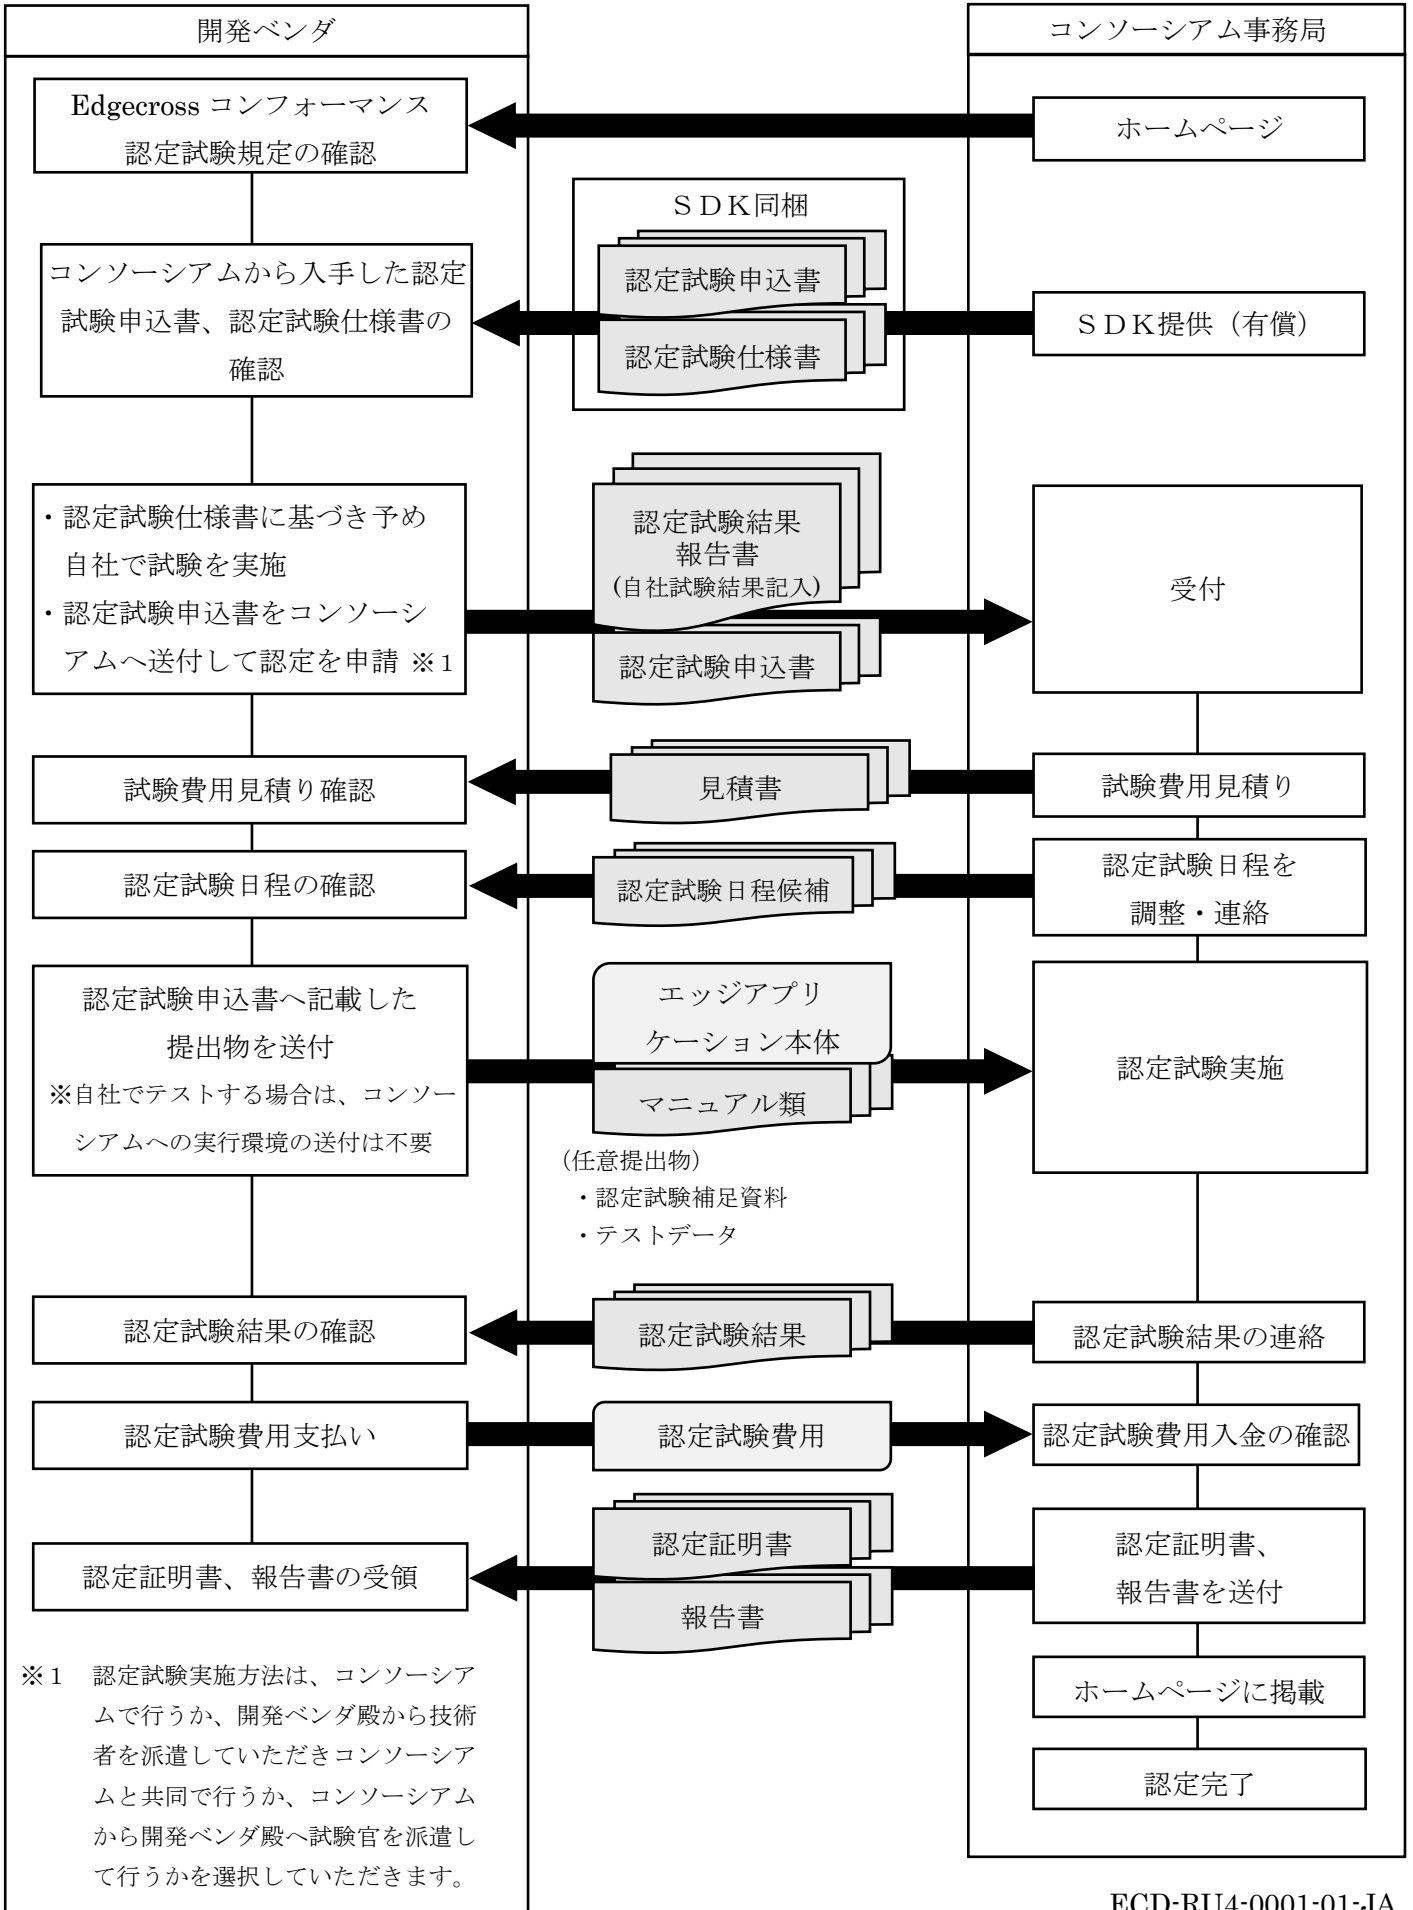 開発ベンダ
コンソーシアム事務局
Edgecross コンフォーマンス
認定試験規定の確認
ホームページ
ＳＤＫ同梱
認定試験申込書
認定試験仕様書
コンソーシアムから入手した認定
試験申込書、認定試験仕様書の
確認
ＳＤＫ提供（有償）
・認定試験仕様書に基づき予め
自社で試験を実施
・認定試験申込書をコンソーシ
アムへ送付して認定を申請 ※1
認定試験結果
報告書
(自社試験結果記入)
認定試験申込書
受付
試験費用見積り確認
見積書
試験費用見積り
認定試験日程の確認
認定試験日程候補
認定試験日程を
調整・連絡
認定試験申込書へ記載した
提出物を送付
※自社でテストする場合は、コンソー
シアムへの実行環境の送付は不要
エッジアプリ
ケーション本体
マニュアル類
認定試験実施
（任意提出物）
・認定試験補足資料
・テストデータ
認定試験結果の確認
認定試験結果
認定試験結果の連絡
認定試験費用支払い
認定試験費用
認定試験費用入金の確認
認定証明書、報告書の受領
認定証明書
報告書
認定証明書、
報告書を送付
※１ 認定試験実施方法は、コンソーシア
ムで行うか、開発ベンダ殿から技術
者を派遣していただきコンソーシア
ムと共同で行うか、コンソーシアム
から開発ベンダ殿へ試験官を派遣し
て行うかを選択していただきます。
ホームページに掲載
認定完了
ECD-RU4-0001-01-JA